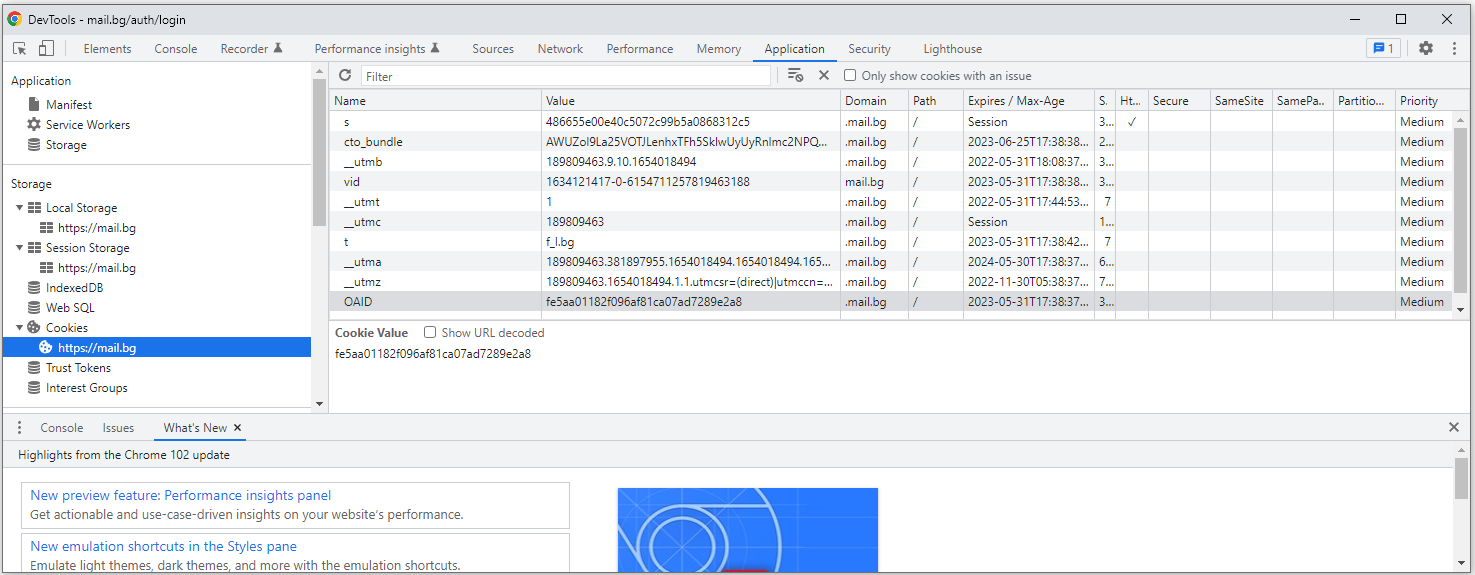 DevTools - mail.bg/auth/login
Elements Console Recorder Performance insights Sources Network Performance Memory Application Security Lighthouse 1
Application
Manifest
Service Workers
Storage
Storage
Local Storage
https://mail.bg
Session Storage
https://mail.bg
IndexedDB
Web SQL
Cookies
https://mail.bg
Trust Tokens
Interest Groups
Filter Only show cookies with an issue
Name Value Domain Path Expires / Max-Age S. Ht... Secure SameSite SamePa... Partitio... Priority
s 486655e00e40c5072c99b5a0868312c5 .mail.bg / Session 3... ✓ Medium
cto_bundle AWUZoI9La25VOTJLenhxTFh5SklwUyUyRnlmc2NPQ... .mail.bg / 2023-06-25T17:38:38... 2... Medium
__utmb 189809463.9.10.1654018494 .mail.bg / 2022-05-31T18:08:37... 3... Medium
vid 1634121417-0-6154711257819463188 mail.bg / 2023-05-31T17:38:38... 3... Medium
__utmt 1 .mail.bg / 2022-05-31T17:44:53... 7 Medium
__utmc 189809463 .mail.bg / Session 1... Medium
t f_l.bg .mail.bg / 2023-05-31T17:38:42... 7 Medium
__utma 189809463.381897955.1654018494.1654018494.165... .mail.bg / 2024-05-30T17:38:37... 6... Medium
__utmz 189809463.1654018494.1.1.utmcsr=(direct)|utmccn=... .mail.bg / 2022-11-30T05:38:37... 7... Medium
OAID fe5aa01182f096af81ca07ad7289e2a8 .mail.bg / 2023-05-31T17:38:37... 3... Medium
Cookie Value Show URL decoded
fe5aa01182f096af81ca07ad7289e2a8
Console Issues What's New
Highlights from the Chrome 102 update
New preview feature: Performance insights panel
Get actionable and use-case-driven insights on your website's performance.
New emulation shortcuts in the Styles pane
Emulate light themes, dark themes, and more with the emulation shortcuts.